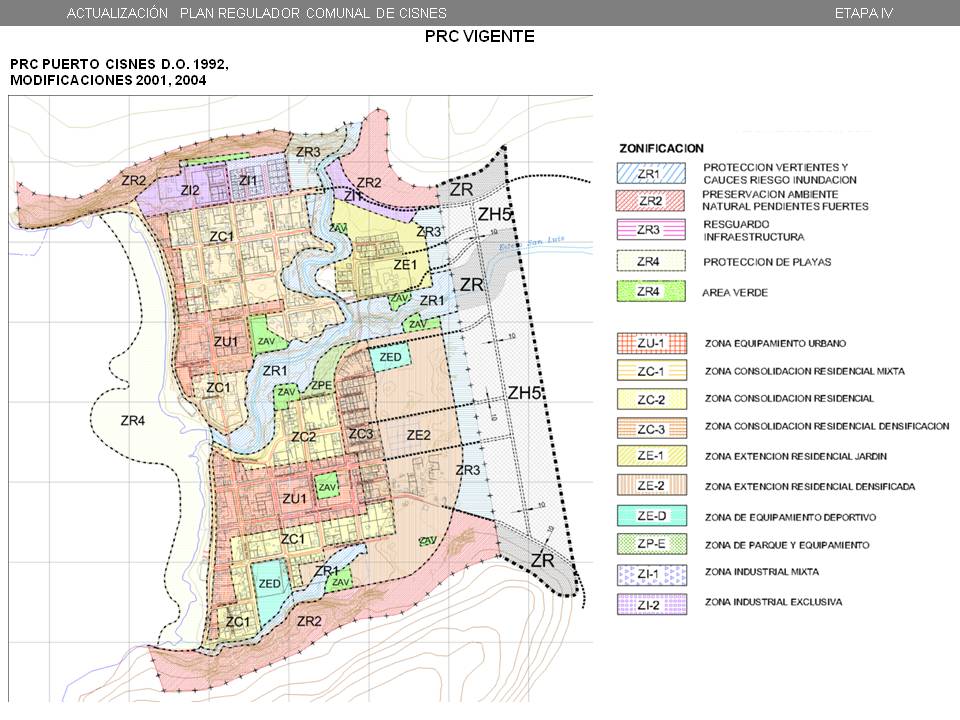 ACTUALIZACIÓN PLAN REGULADOR COMUNAL DE CISNES
ETAPA IV
PRC VIGENTE
PRC PUERTO CISNES D.O. 1992,
MODIFICACIONES 2001, 2004
ZR3
ZR2
ZI2
ZI1
ZR2
ZI1
ZR
ZH5
ZC1
ZAV
ZR3
10
Estero San Luis
ZE1
ZR
ZAV
ZR1
ZAV
ZU1
ZAV
10
ZED
ZR1
ZPE
ZC1
ZAV
ZH5
ZR4
10
ZC2
ZC3
ZE2
ZR3
ZAV
ZU1
10
ZC1
ZAV
10
ZR
ZR1
ZED
ZAV
ZC1
ZR2
ZONIFICACION
ZR1 PROTECCION VERTIENTES Y
CAUCES RIESGO INUNDACION
ZR2 PRESERVACION AMBIENTE
NATURAL PENDIENTES FUERTES
ZR3 RESGUARDO
INFRAESTRUCTURA
ZR4 PROTECCION DE PLAYAS
ZR4 AREA VERDE
ZU-1 ZONA EQUIPAMIENTO URBANO
ZC-1 ZONA CONSOLIDACION RESIDENCIAL MIXTA
ZC-2 ZONA CONSOLIDACION RESIDENCIAL
ZC-3 ZONA CONSOLIDACION RESIDENCIAL DENSIFICACION
ZE-1 ZONA EXTENCION RESIDENCIAL JARDIN
ZE-2 ZONA EXTENCION RESIDENCIAL DENSIFICADA
ZE-D ZONA DE EQUIPAMIENTO DEPORTIVO
ZP-E ZONA DE PARQUE Y EQUIPAMIENTO
ZI-1 ZONA INDUSTRIAL MIXTA
ZI-2 ZONA INDUSTRIAL EXCLUSIVA